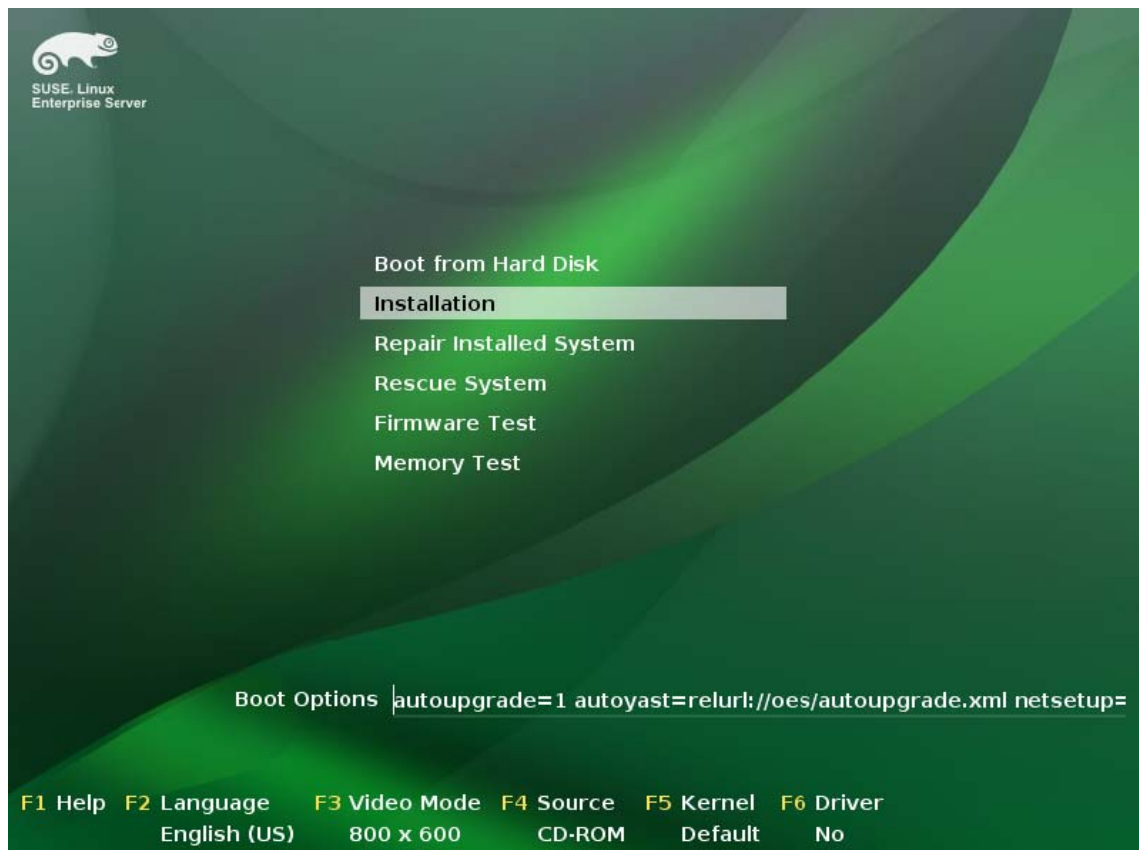 SUSE. Linux
Enterprise Server
Boot from Hard Disk
Installation
Repair Installed System
Rescue System
Firmware Test
Memory Test
Boot Options autoupgrade=1 autoyast=relurl://oes/autoupgrade.xml netsetup=
F1 Help F2 Language F3 Video Mode F4 Source F5 Kernel F6 Driver
English (US) 800 x 600 CD-ROM Default No